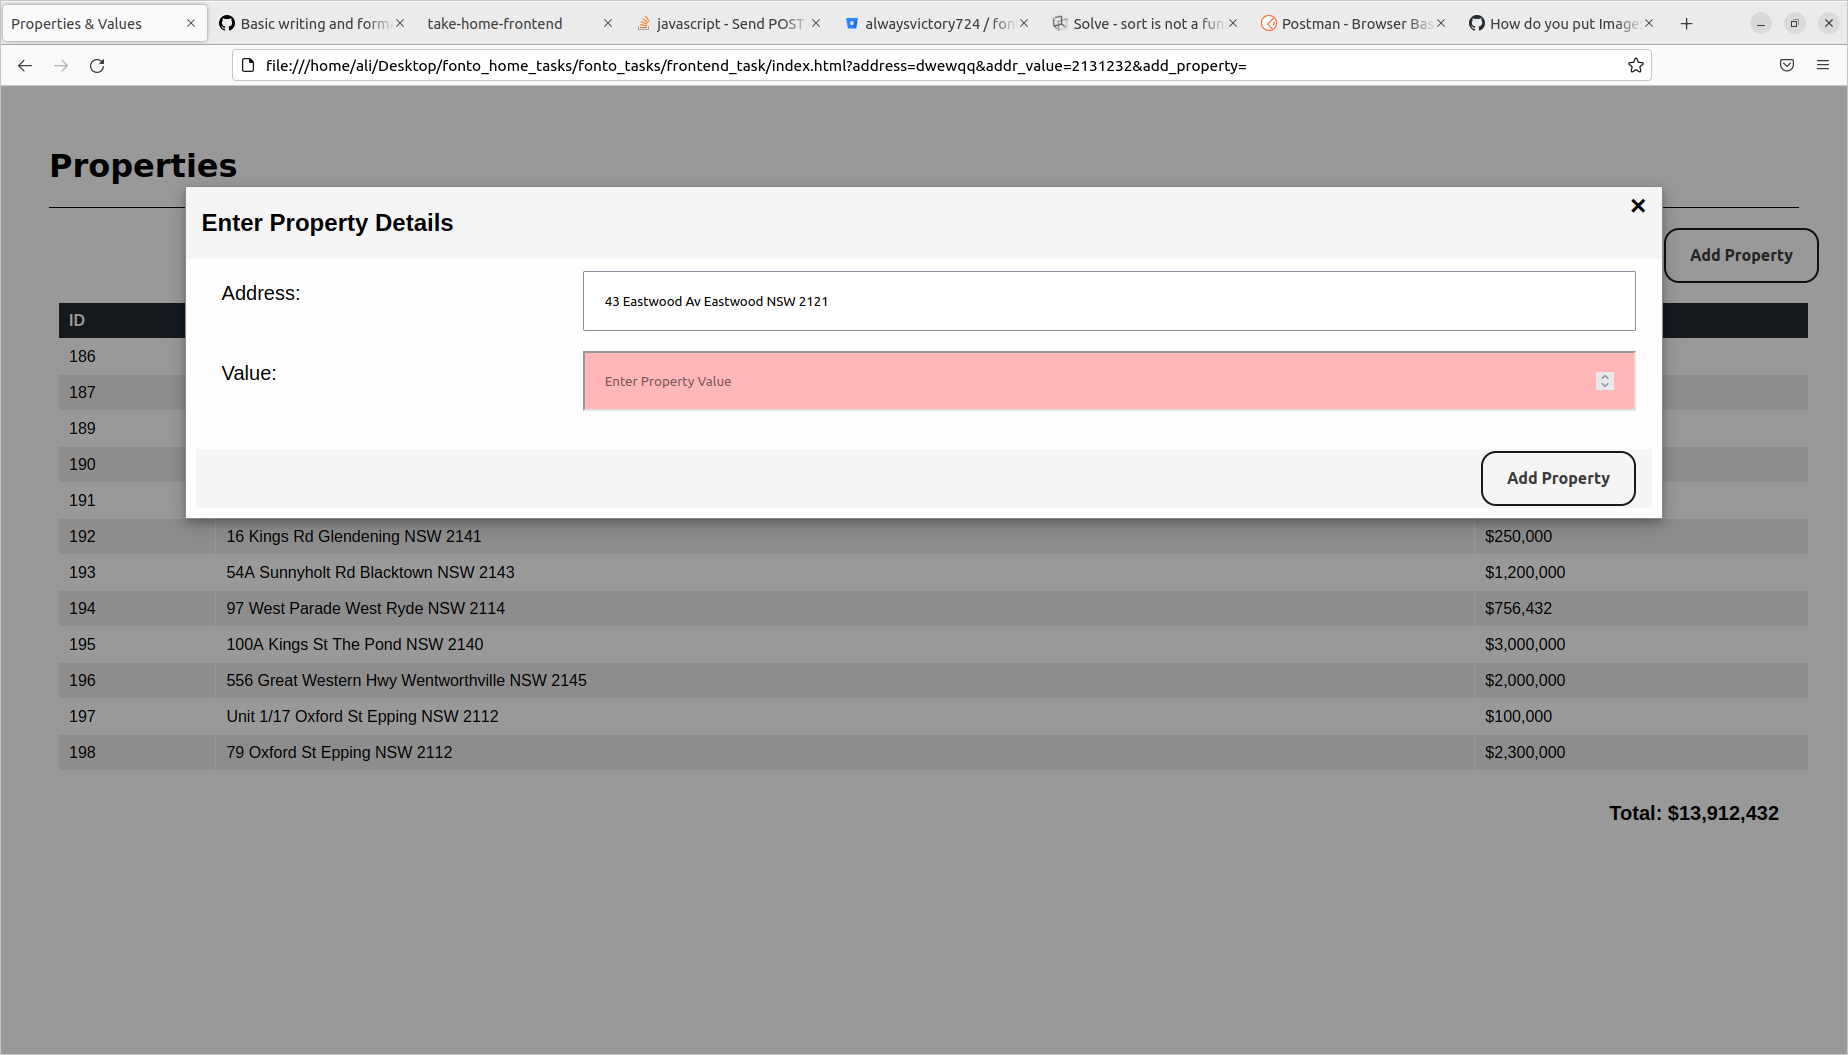 Properties & Values
Basic writing and form
take-home-frontend
javascript - Send POST
alwaysvictory724 / fon
Solve - sort is not a fun
Postman - Browser Bas
How do you put Image
file:///home/ali/Desktop/fonto_home_tasks/fonto_tasks/frontend_task/index.html?address=dwewqq&addr_value=2131232&add_property=
Properties
Enter Property Details
Add Property
Address:
43 Eastwood Av Eastwood NSW 2121
Value:
Enter Property Value
Add Property
ID
186
187
188
189
190
191
192 16 Kings Rd Glendening NSW 2141 $250,000
193 54A Sunnyholt Rd Blacktown NSW 2143 $1,200,000
194 97 West Parade West Ryde NSW 2114 $756,432
195 100A Kings St The Pond NSW 2140 $3,000,000
196 556 Great Western Hwy Wentworthville NSW 2145 $2,000,000
197 Unit 1/17 Oxford St Epping NSW 2112 $100,000
198 79 Oxford St Epping NSW 2112 $2,300,000
Total: $13,912,432